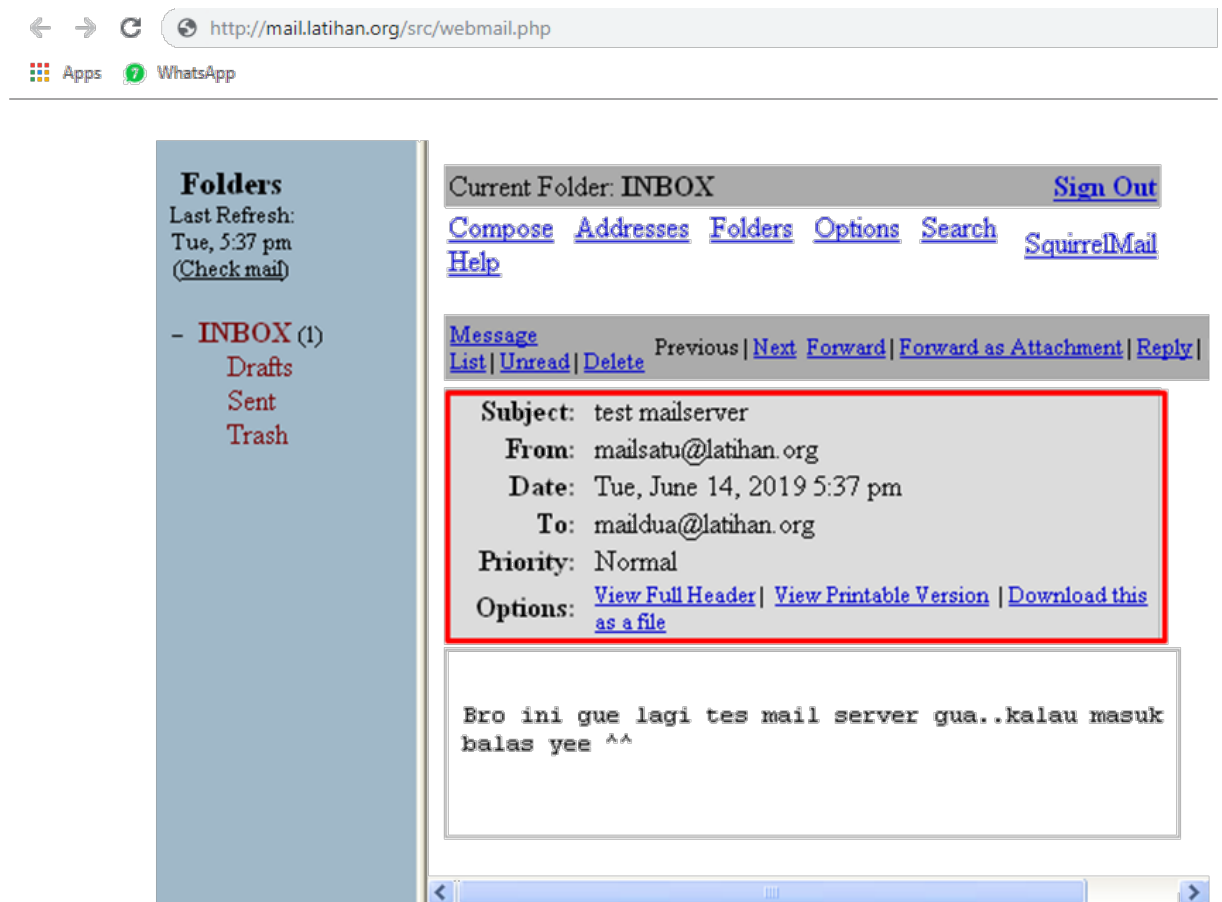 http://mail.latihan.org/src/webmail.php
Apps WhatsApp
Folders
Last Refresh:
Tue, 5:37 pm
(Check mail)
– INBOX (1)
Drafts
Sent
Trash
Current Folder: INBOX Sign Out
Compose Addresses Folders Options Search SquirrelMail
Help
Message
List | Unread | Delete Previous | Next Forward | Forward as Attachment | Reply |
Subject: test mailserver
From: mailsatu@latihan.org
Date: Tue, June 14, 2019 5:37 pm
To: maildua@latihan.org
Priority: Normal
Options: View Full Header | View Printable Version | Download this
as a file
Bro ini gue lagi tes mail server gua..kalau masuk
balas yee ^^